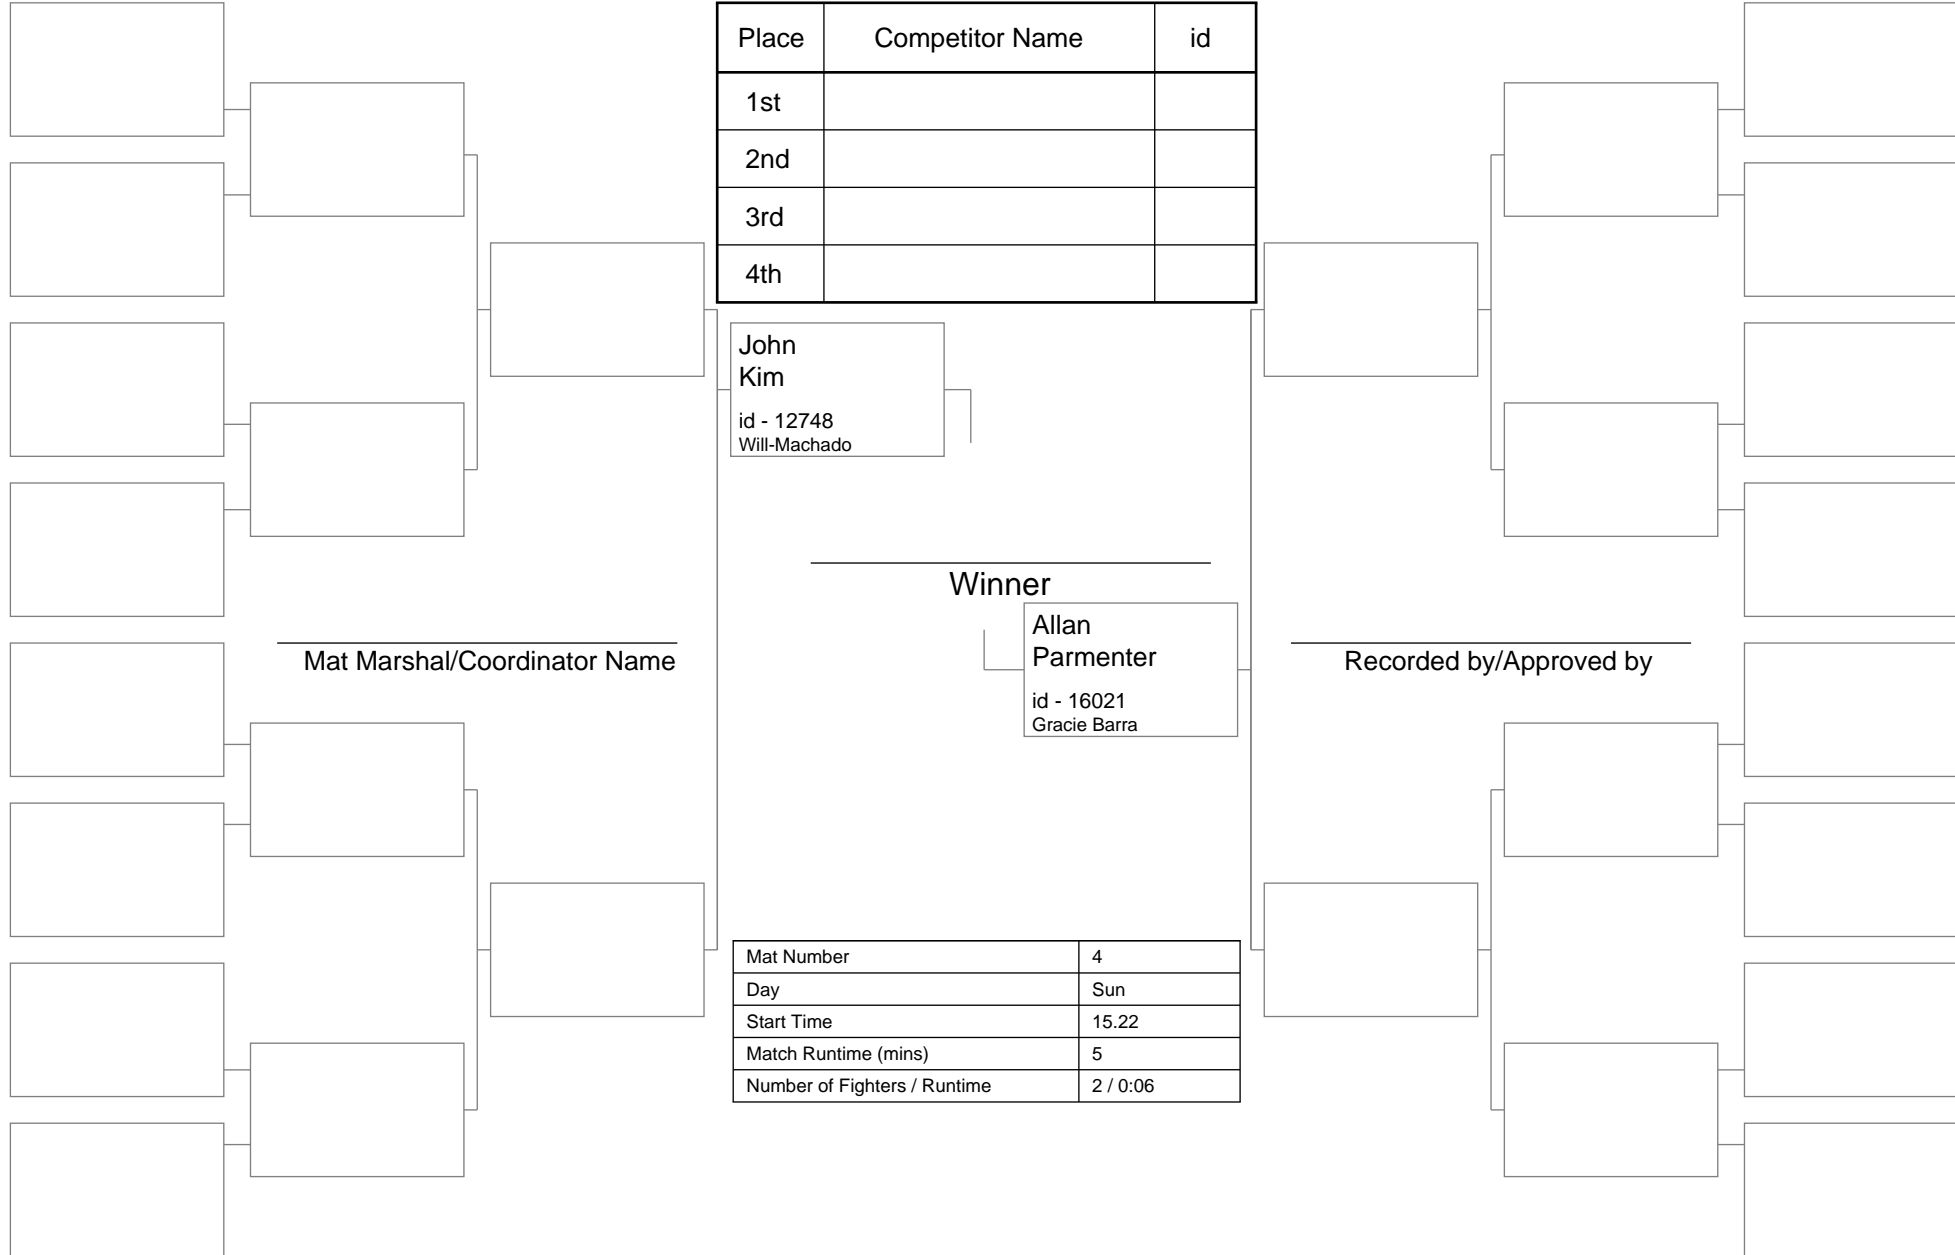 Place Competitor Name id
1st
2nd
3rd
4th
John
Kim
id - 12748
Will-Machado
Winner
Allan
Parmenter
id - 16021
Gracie Barra
Mat Marshal/Coordinator Name
Recorded by/Approved by
Mat Number 4
Day Sun
Start Time 15.22
Match Runtime (mins) 5
Number of Fighters / Runtime 2 / 0:06